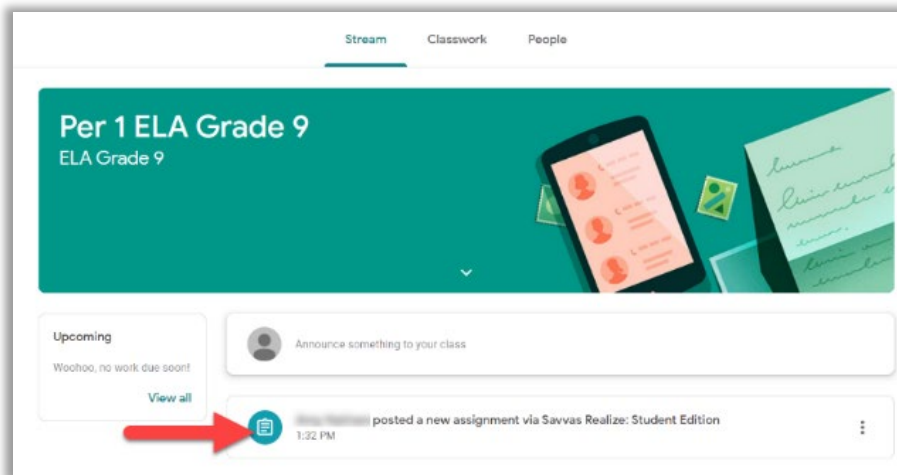 Stream Classwork People
Per 1 ELA Grade 9
ELA Grade 9
Upcoming
Woohoo, no work due soon!
View all
Announce something to your class
posted a new assignment via Savvas Realize: Student Edition
1:32 PM